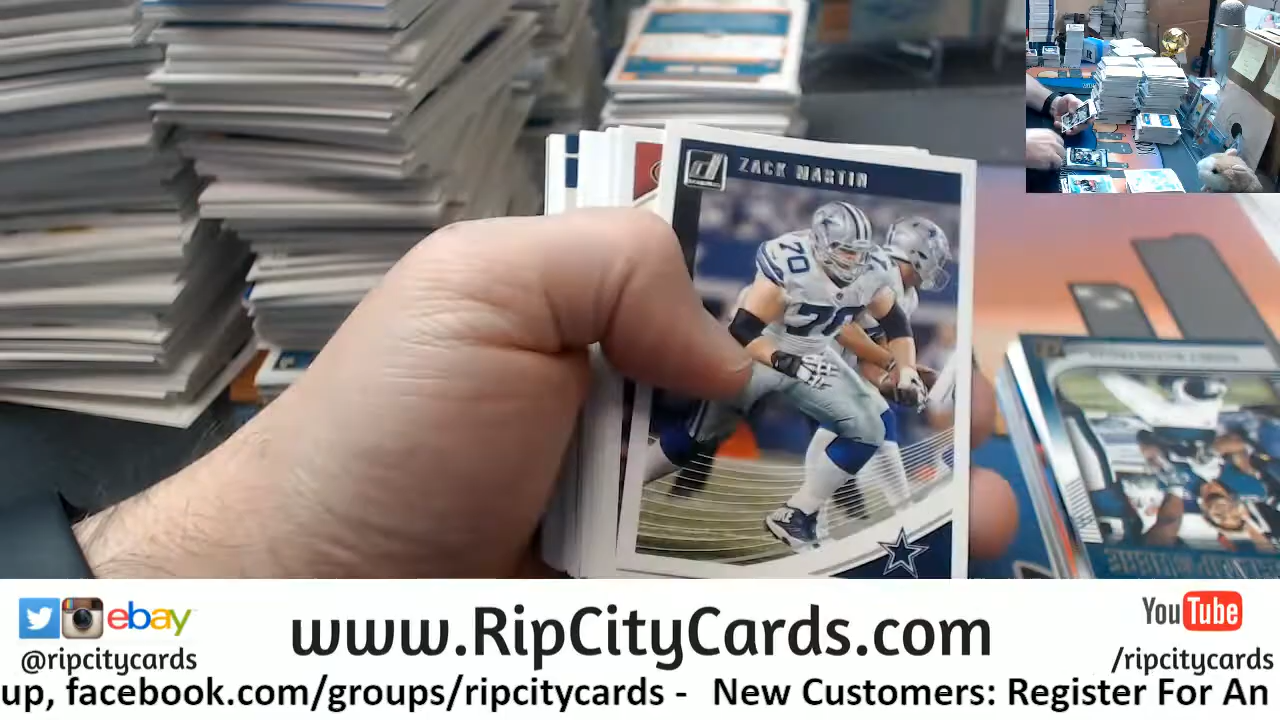 ZACK MARTIN
70
70
ebay
www.RipCityCards.com
YouTube
@ripcitycards
/ripcitycards
up, facebook.com/groups/ripcitycards - New Customers: Register For An